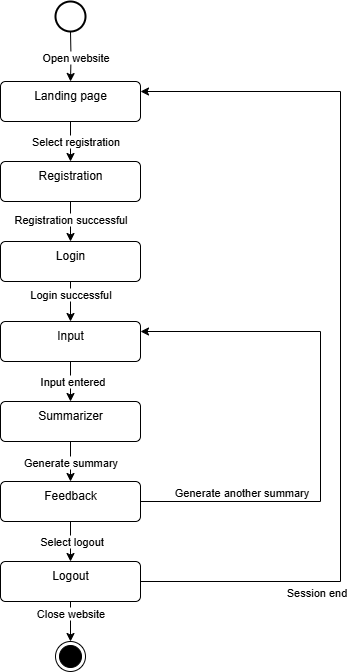 Open website
Landing page
Select registration
Registration
Registration successful
Login
Login successful
Input
Input entered
Summarizer
Generate summary
Feedback
Generate another summary
Select logout
Logout
Session end
Close website